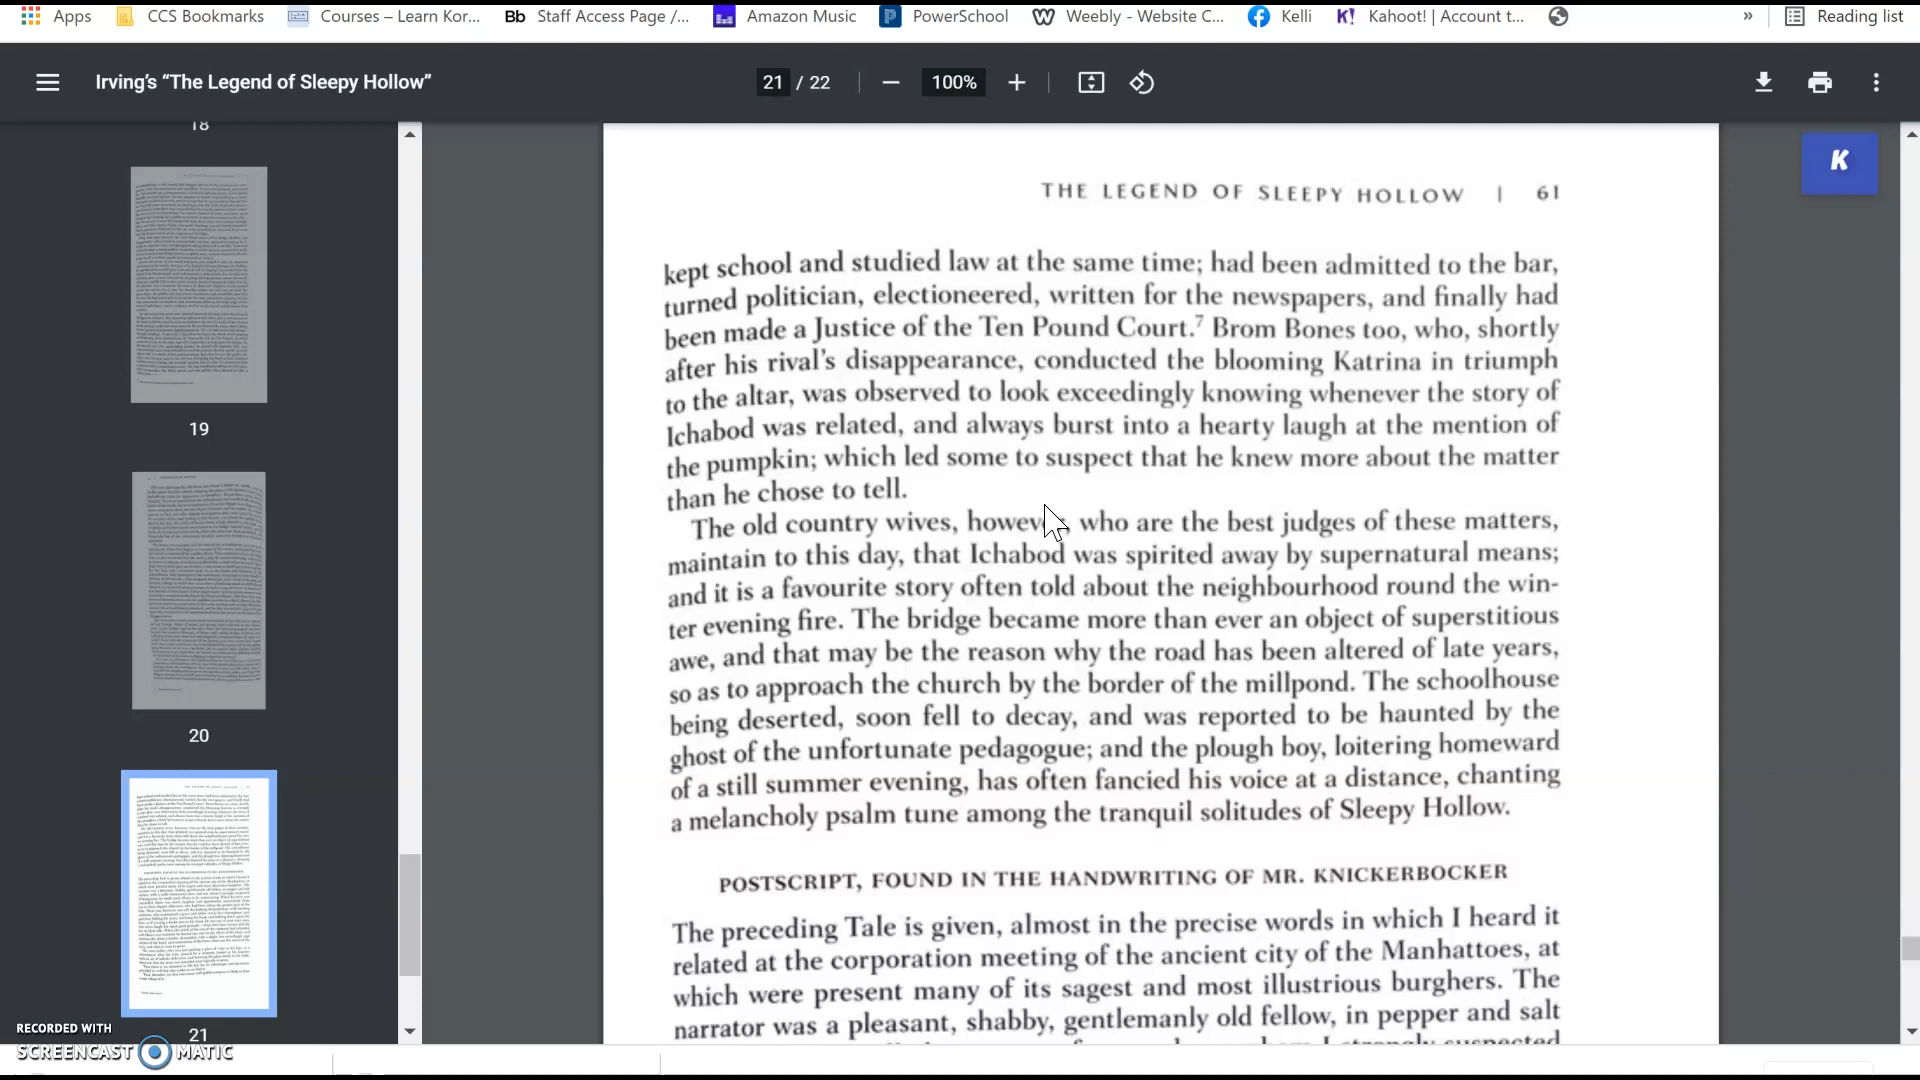 Apps CCS Bookmarks Courses – Learn Kor... Bb Staff Access Page /... Amazon Music PowerSchool Weebly - Website C... Kelli Kahoot! | Account t... » Reading list
Irving's “The Legend of Sleepy Hollow” 21 / 22 — 100% +
18
19
20
21
K
THE LEGEND OF SLEEPY HOLLOW | 61
kept school and studied law at the same time; had been admitted to the bar,
turned politician, electioneered, written for the newspapers, and finally had
been made a Justice of the Ten Pound Court.7 Brom Bones too, who, shortly
after his rival's disappearance, conducted the blooming Katrina in triumph
to the altar, was observed to look exceedingly knowing whenever the story of
Ichabod was related, and always burst into a hearty laugh at the mention of
the pumpkin; which led some to suspect that he knew more about the matter
than he chose to tell.
The old country wives, however, who are the best judges of these matters,
maintain to this day, that Ichabod was spirited away by supernatural means;
and it is a favourite story often told about the neighbourhood round the win-
ter evening fire. The bridge became more than ever an object of superstitious
awe, and that may be the reason why the road has been altered of late years,
so as to approach the church by the border of the millpond. The schoolhouse
being deserted, soon fell to decay, and was reported to be haunted by the
ghost of the unfortunate pedagogue; and the plough boy, loitering homeward
of a still summer evening, has often fancied his voice at a distance, chanting
a melancholy psalm tune among the tranquil solitudes of Sleepy Hollow.
POSTSCRIPT, FOUND IN THE HANDWRITING OF MR. KNICKERBOCKER
The preceding Tale is given, almost in the precise words in which I heard it
related at the corporation meeting of the ancient city of the Manhattoes, at
which were present many of its sagest and most illustrious burghers. The
narrator was a pleasant, shabby, gentlemanly old fellow, in pepper and salt
I strongly suspected
RECORDED WITH
SCREENCAST MATIC